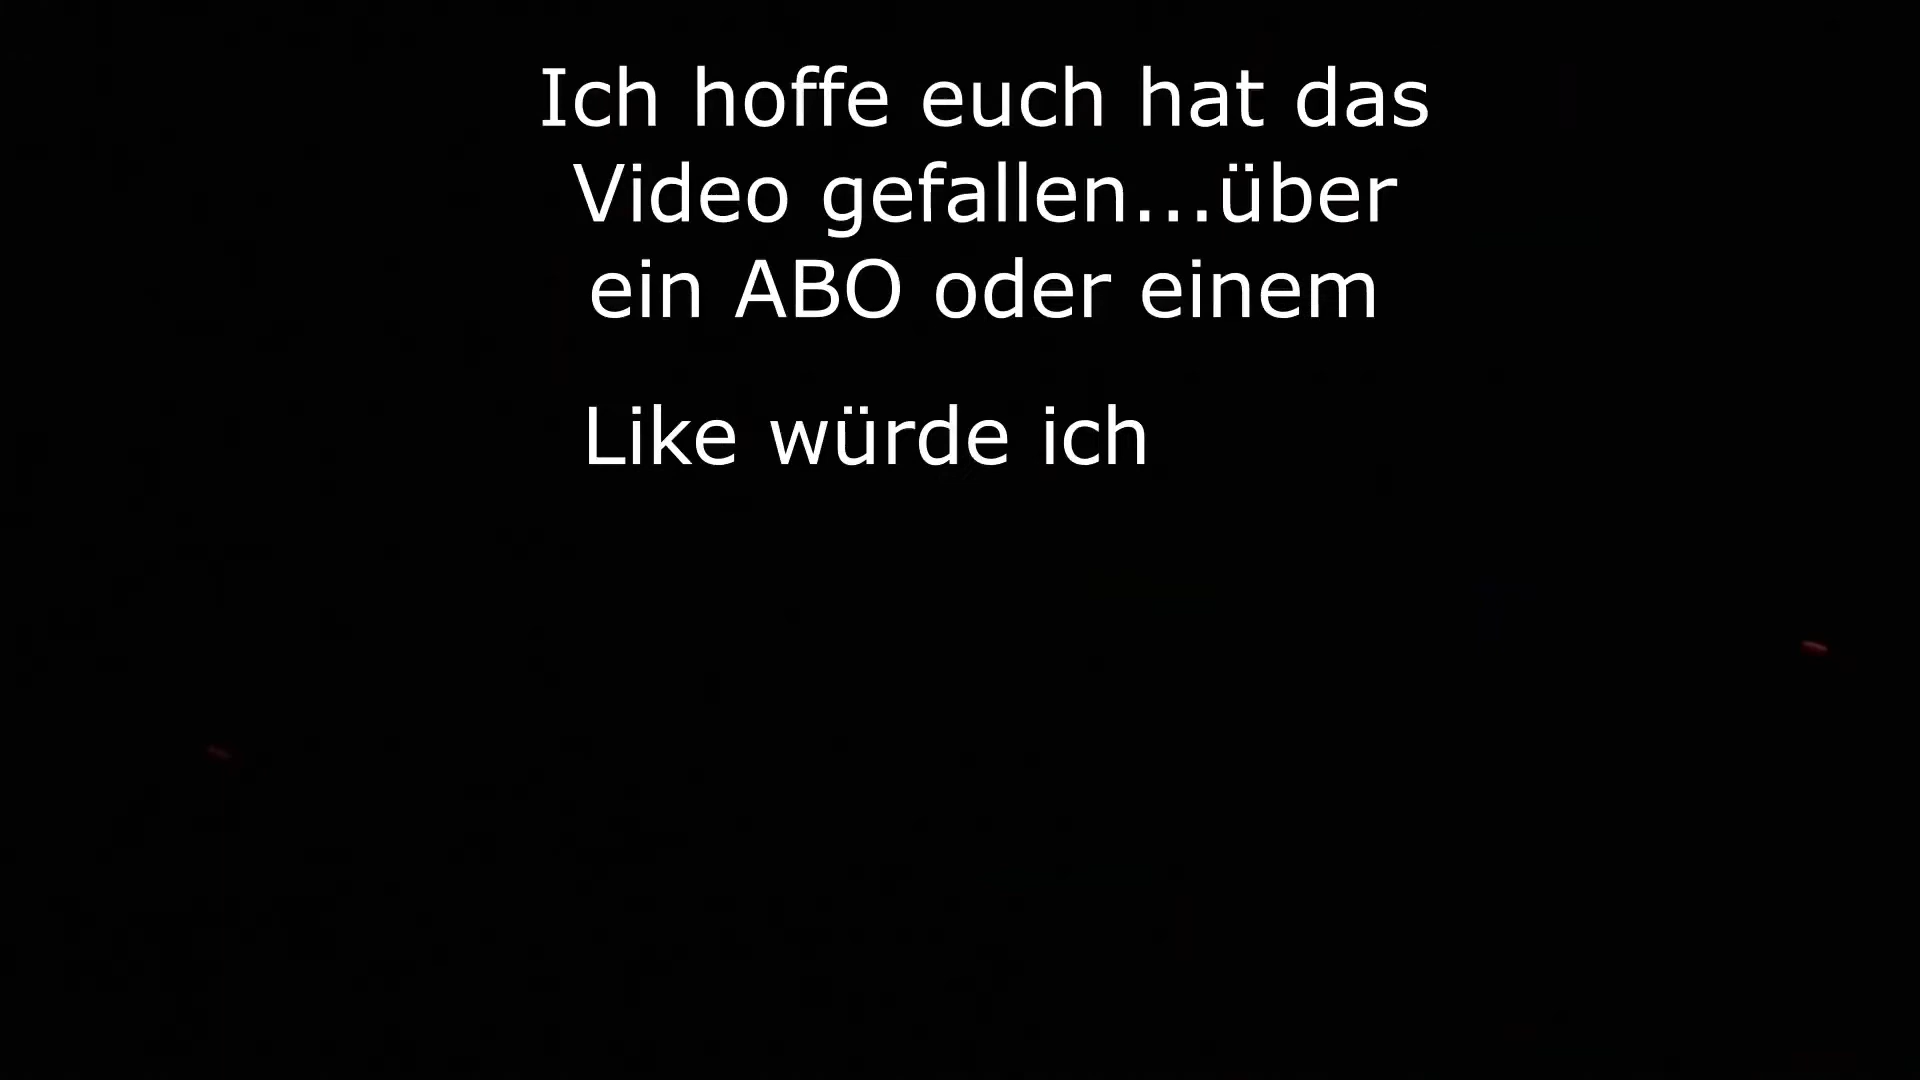 Ich hoffe euch hat das
Video gefallen...über
ein ABO oder einem
Like würde ich